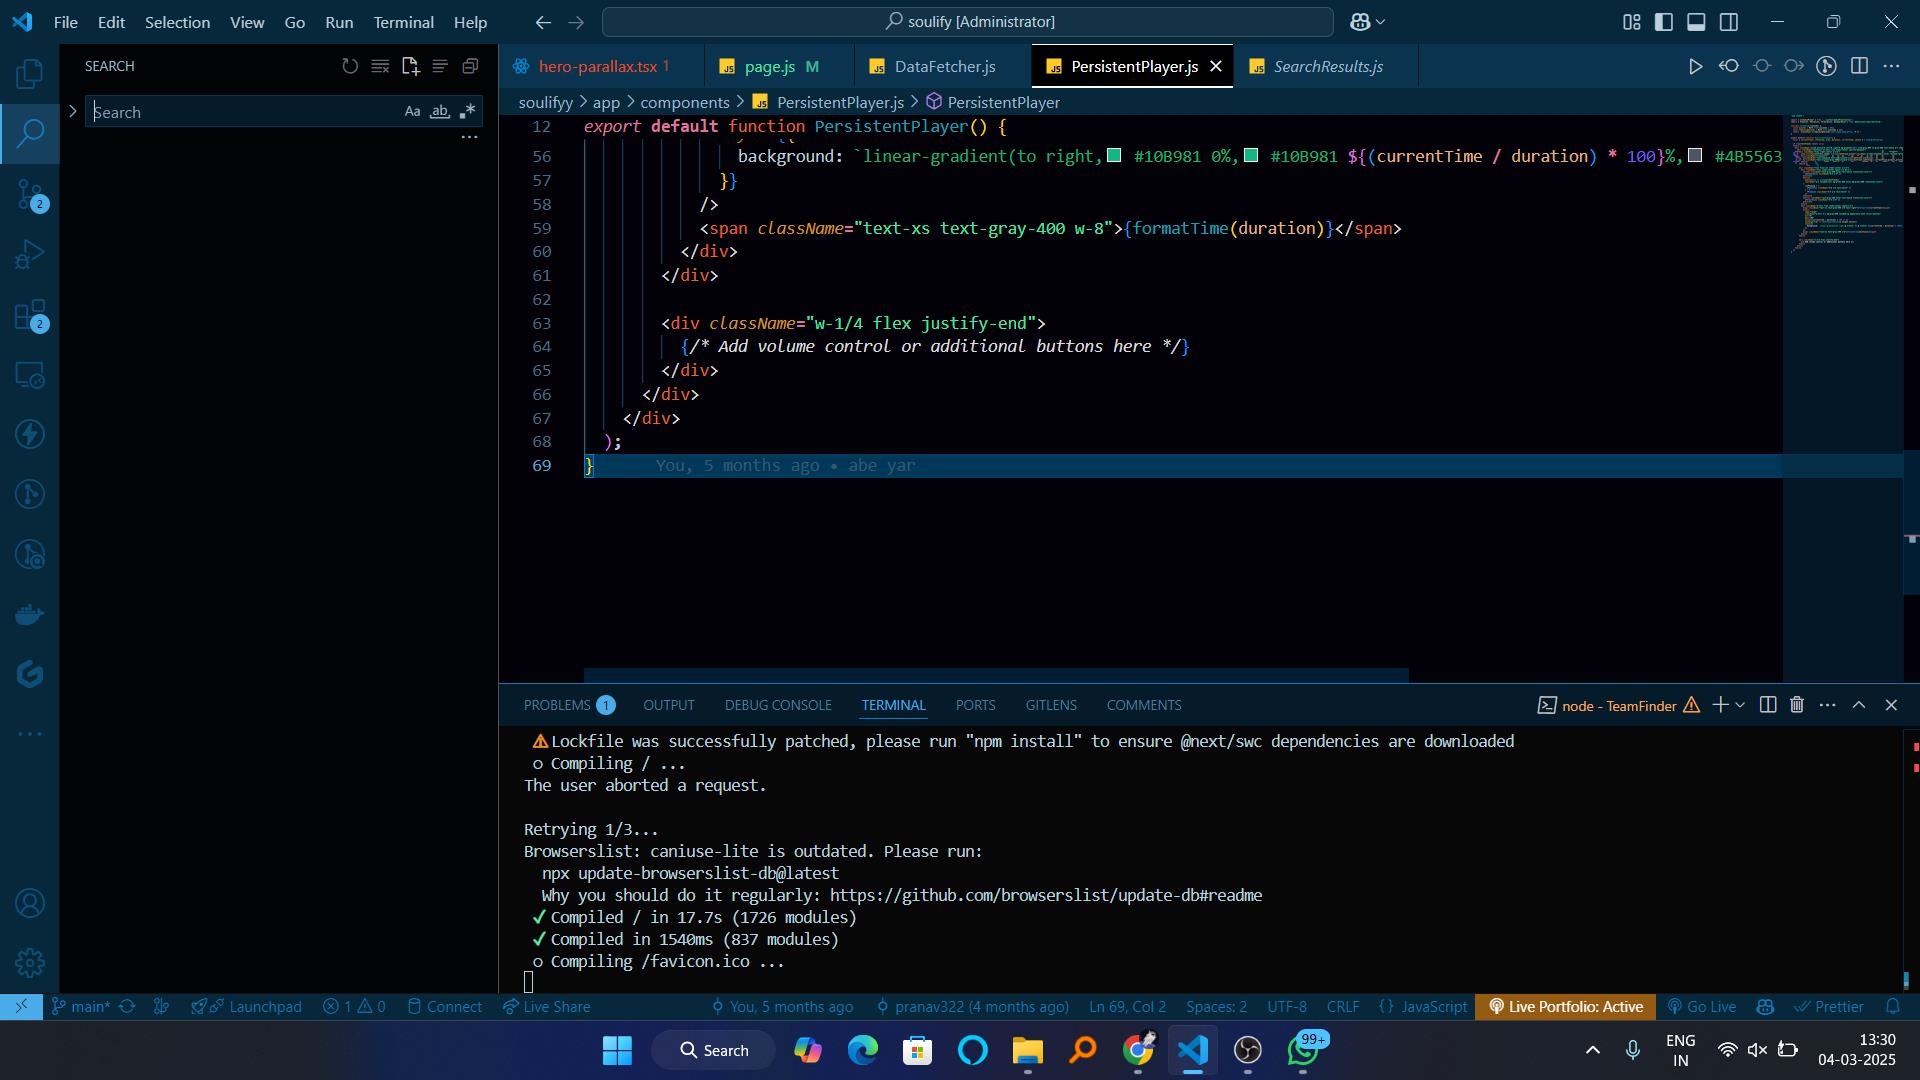 File Edit Selection View Go Run Terminal Help
soulify [Administrator]
SEARCH
Search
Aa
ab
2
2
hero-parallax.tsx 1
page.js M
DataFetcher.js
PersistentPlayer.js
SearchResults.js
soulifyy > app > components > PersistentPlayer.js > PersistentPlayer
12 export default function PersistentPlayer() {
56 background: `linear-gradient(to right, #10B981 0%, #10B981 ${(currentTime / duration) * 100}%, #4B5563
57 }}
58 />
59 <span className="text-xs text-gray-400 w-8">{formatTime(duration)}</span>
60 </div>
61 </div>
62
63 <div className="w-1/4 flex justify-end">
64 {/* Add volume control or additional buttons here */}
65 </div>
66 </div>
67 </div>
68 );
69 } You, 5 months ago • abe yar
PROBLEMS 1 OUTPUT DEBUG CONSOLE TERMINAL PORTS GITLENS COMMENTS
node - TeamFinder
Lockfile was successfully patched, please run "npm install" to ensure @next/swc dependencies are downloaded
○ Compiling / ...
The user aborted a request.
Retrying 1/3...
Browserslist: caniuse-lite is outdated. Please run:
npx update-browserslist-db@latest
Why you should do it regularly: https://github.com/browserslist/update-db#readme
✓ Compiled / in 17.7s (1726 modules)
✓ Compiled in 1540ms (837 modules)
○ Compiling /favicon.ico ...
main* Launchpad 1 0 Connect Live Share You, 5 months ago pranav322 (4 months ago) Ln 69, Col 2 Spaces: 2 UTF-8 CRLF {} JavaScript Live Portfolio: Active Go Live Prettier
Search
99+
ENG
IN
13:30
04-03-2025